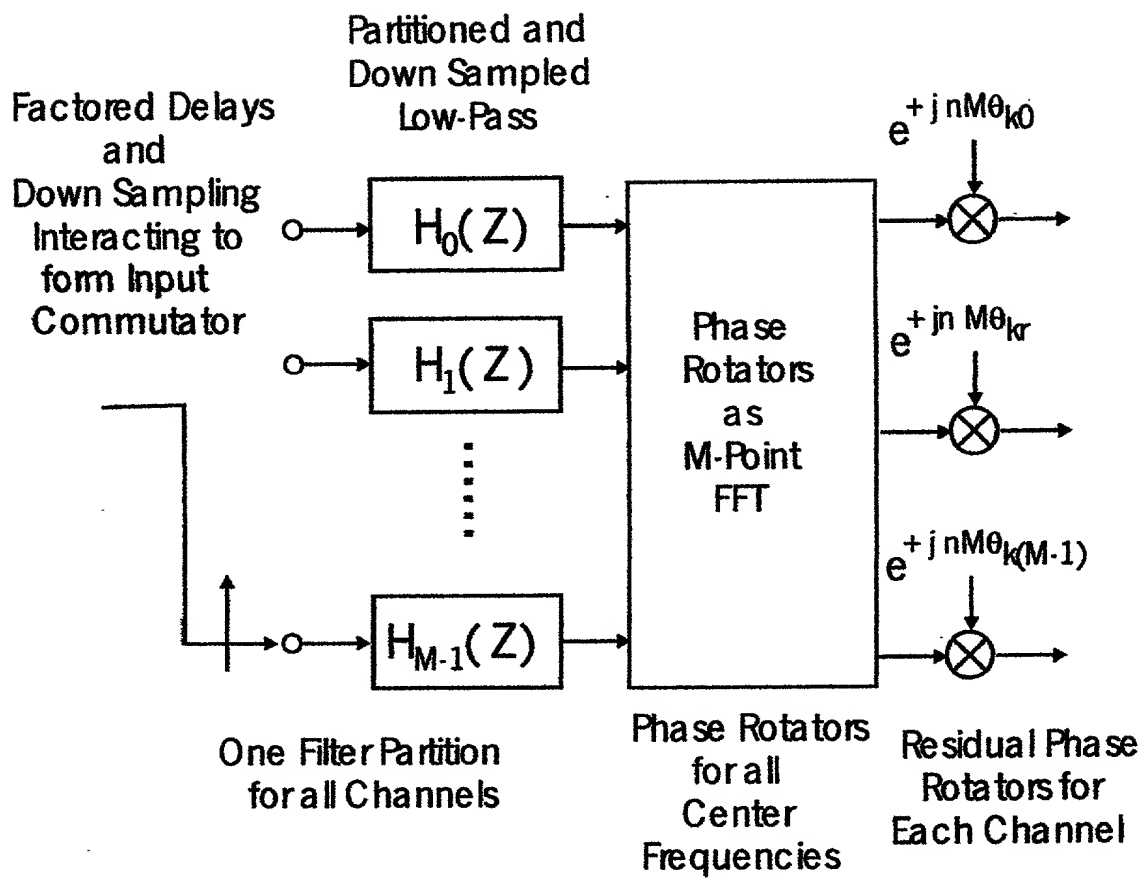 Partitioned and
Down Sampled
Low-Pass
Factored Delays
and
Down Sampling
Interacting to
form Input
Commutator
H0(Z)
H1(Z)
HM-1(Z)
Phase
Rotators
as
M-Point
FFT
e+jnMθk0
e+jn Mθkr
e+jnMθk(M-1)
One Filter Partition
for all Channels
Phase Rotators
for all
Center
Frequencies
Residual Phase
Rotators for
Each Channel